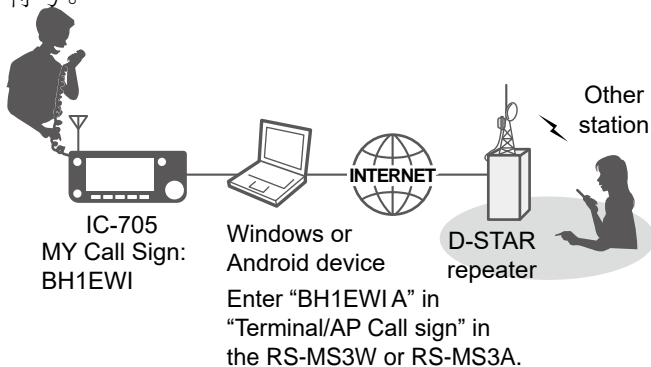 Other
station
INTERNET
IC-705
MY Call Sign:
BH1EWI
Windows or
Android device
Enter “BH1EWI A” in
“Terminal/AP Call sign” in
the RS-MS3W or RS-MS3A.
D-STAR
repeater